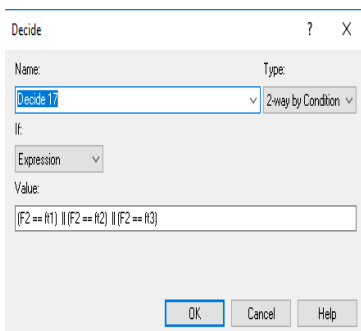 Decide ? X
Name: Type:
Decide 17 2-way by Condition
If:
Expression
Value:
(F2 == ft1) || (F2 == ft2) || (F2 == ft3)
OK Cancel Help